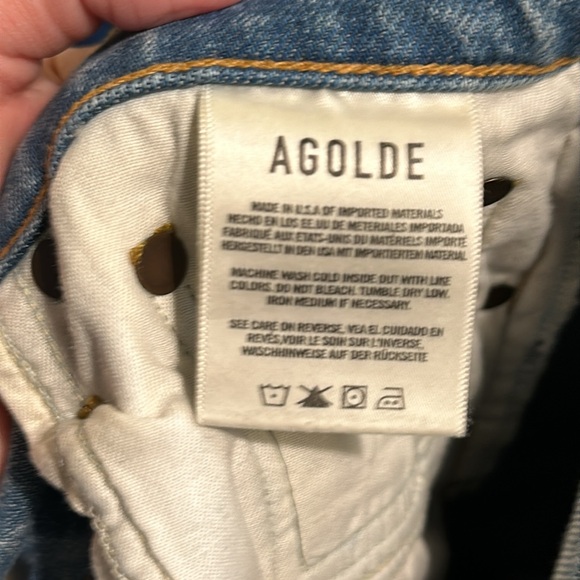 AGOLDE
MADE IN U.S.A OF IMPORTED MATERIALS
HECHO EN LOS EE.UU DE METERIALES IMPORTADA
FABRIQUÉ AUX ETATS-UNIS DU MATÉRIELS IMPORTE
HERGESTELLT IN DEN USA MIT IMPORTIERTEN MATERIAL
MACHINE WASH COLD INSIDE OUT WITH LIKE
COLORS. DO NOT BLEACH. TUMBLE DRY LOW.
IRON MEDIUM IF NECESSARY.
SEE CARE ON REVERSE, VEA EL CUIDADO EN
REVÉS,VOIR LE SOIN SUR L'INVERSE,
WASCHHINWEISE AUF DER RÜCKSEITE